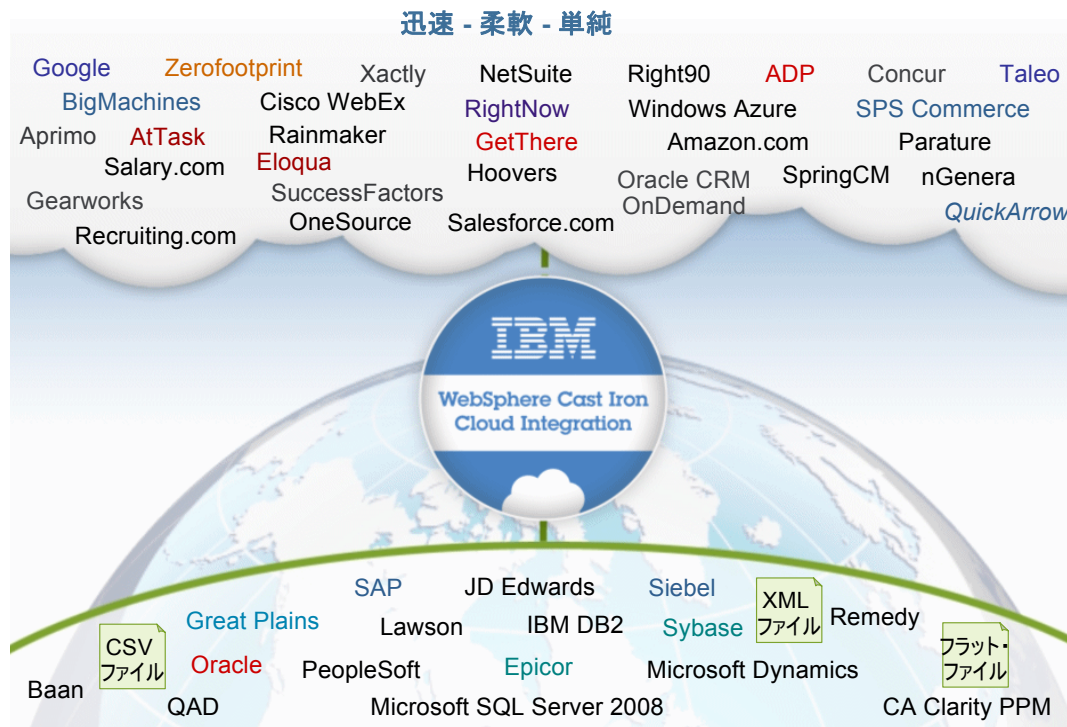 迅速 - 柔軟 - 単純
Google
Zerofootprint
Xactly
NetSuite
Right90
ADP
Concur
Taleo
BigMachines
Cisco WebEx
RightNow
Windows Azure
SPS Commerce
Aprimo
AtTask
Rainmaker
GetThere
Amazon.com
Parature
Salary.com
Eloqua
Hoovers
Oracle CRM
OnDemand
SpringCM
nGenera
Gearworks
SuccessFactors
OneSource
Salesforce.com
QuickArrow
Recruiting.com
IBM
WebSphere Cast Iron
Cloud Integration
SAP
JD Edwards
Siebel
XML
ファイル
Remedy
Great Plains
Lawson
IBM DB2
Sybase
CSV
ファイル
Oracle
PeopleSoft
Epicor
Microsoft Dynamics
フラット・
ファイル
Baan
QAD
Microsoft SQL Server 2008
CA Clarity PPM